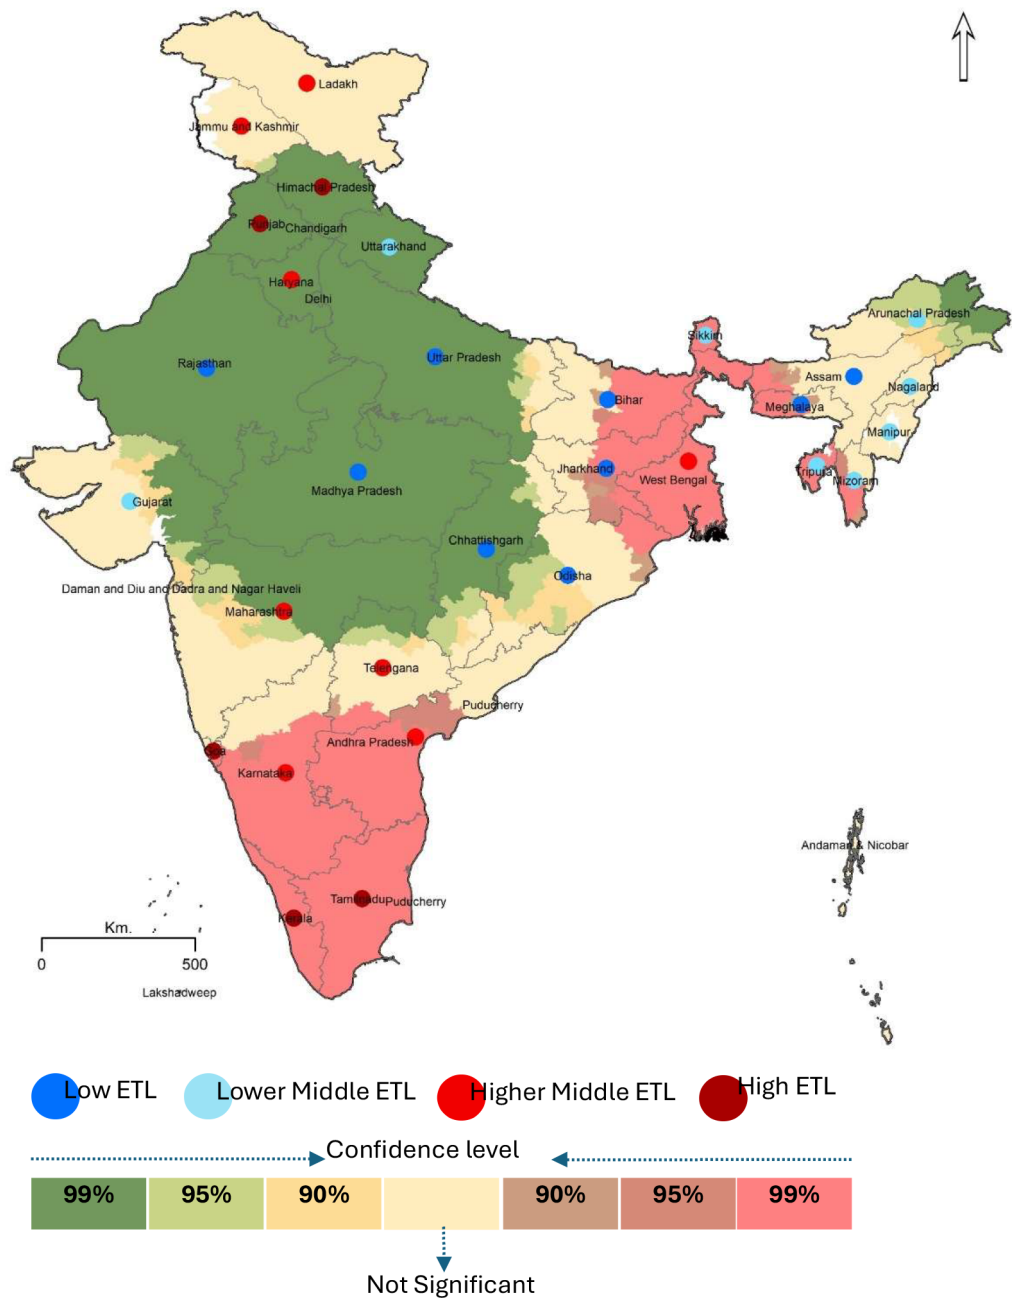 Ladakh
Jammu and Kashmir
Himachal Pradesh
Punjab
Chandigarh
Uttarakhand
Haryana
Delhi
Arunachal Pradesh
Sikkim
Rajasthan
Uttar Pradesh
Assam
Nagaland
Bihar
Meghalaya
Manipur
Jharkhand
West Bengal
Tripura
Mizoram
Madhya Pradesh
Gujarat
Chhattishgarh
Odisha
Daman and Diu and Dadra and Nagar Haveli
Maharashtra
Telengana
Puducherry
Goa
Andhra Pradesh
Karnataka
Andaman & Nicobar
Tamilnadu
Puducherry
Kerala
Km.
0 500
Lakshadweep
Low ETL Lower Middle ETL Higher Middle ETL High ETL
Confidence level
99% 95% 90% 90% 95% 99%
Not Significant